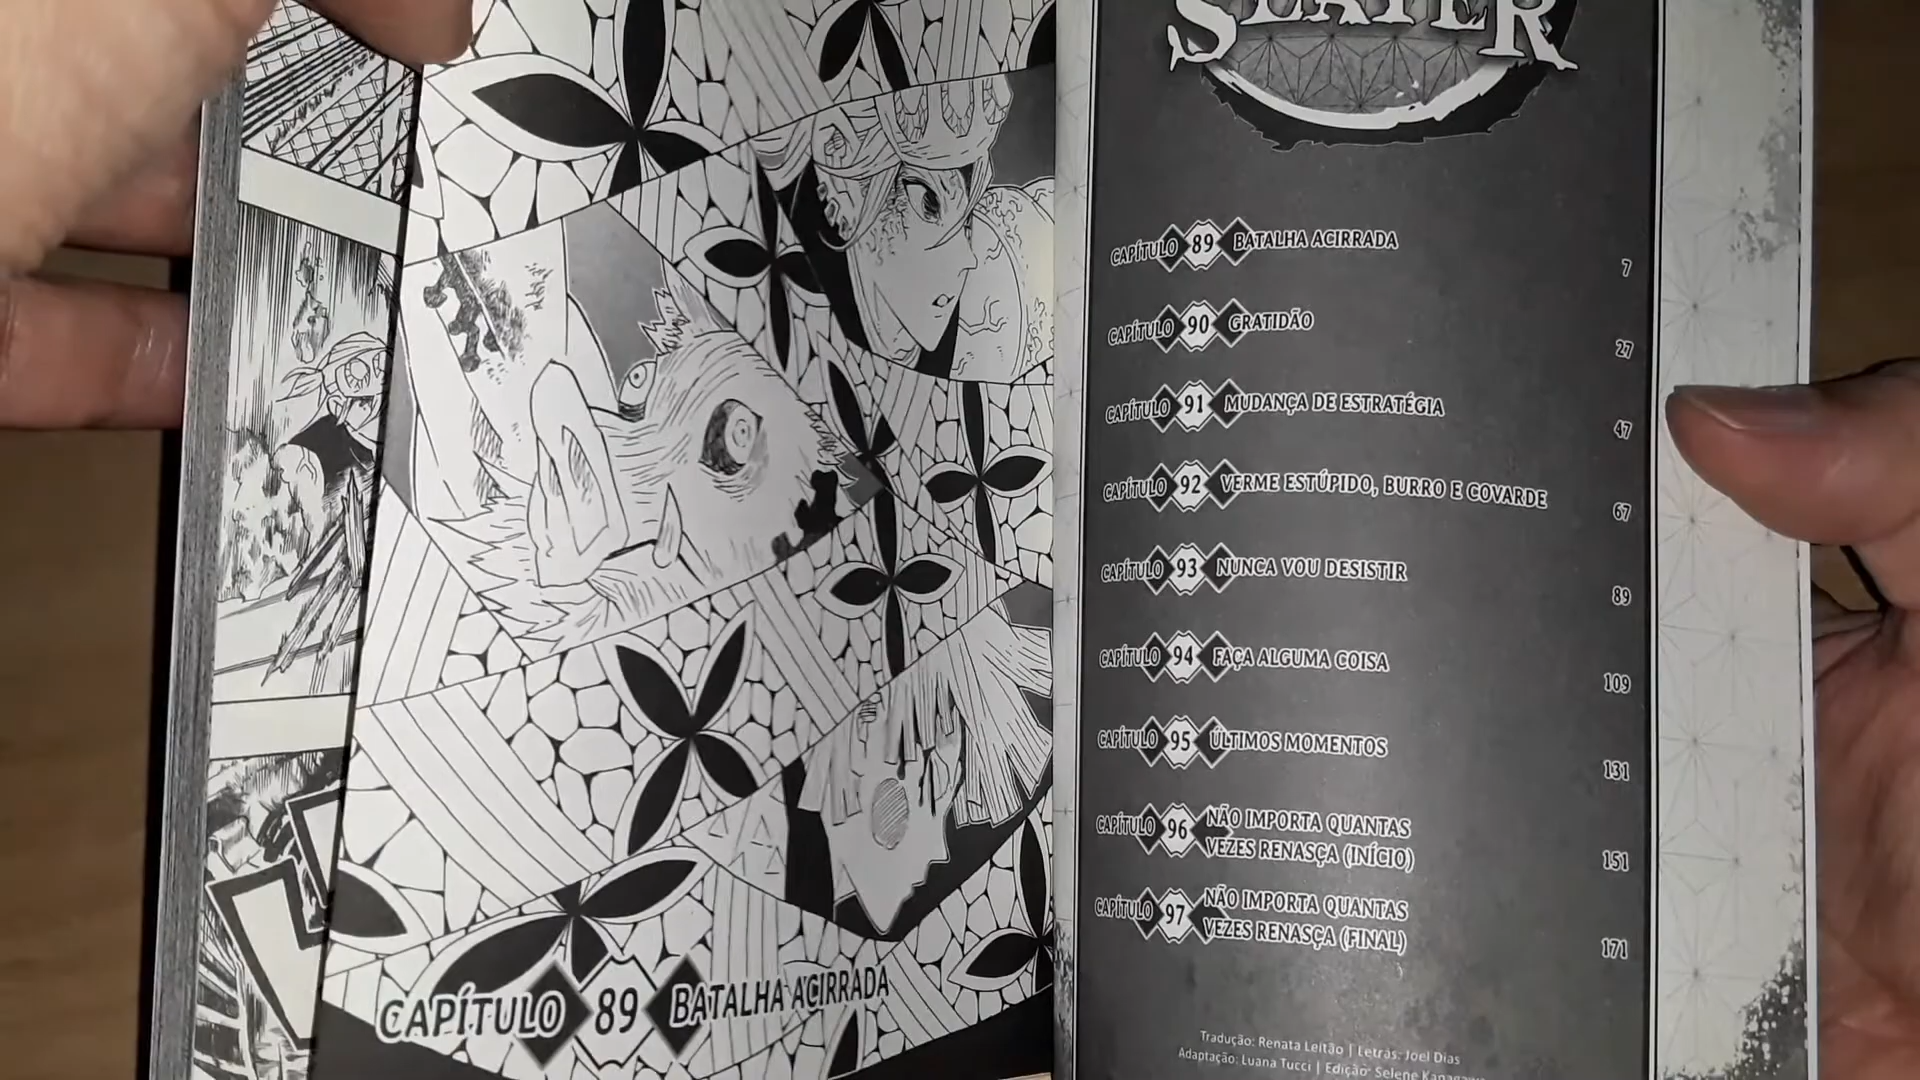 CAPÍTULO 89 BATALHA ACIRRADA
SLAYER
CAPÍTULO 89 BATALHA ACIRRADA 7
CAPÍTULO 90 GRATIDÃO 27
CAPÍTULO 91 MUDANÇA DE ESTRATÉGIA 47
CAPÍTULO 92 VERME ESTÚPIDO, BURRO E COVARDE 67
CAPÍTULO 93 NUNCA VOU DESISTIR 89
CAPÍTULO 94 FAÇA ALGUMA COISA 109
CAPÍTULO 95 ÚLTIMOS MOMENTOS 131
CAPÍTULO 96 NÃO IMPORTA QUANTAS
VEZES RENASÇA (INÍCIO) 151
CAPÍTULO 97 NÃO IMPORTA QUANTAS
VEZES RENASÇA (FINAL) 171
Tradução: Renata Leitão | Letras: Joel Dias
Adaptação: Luana Tucci | Edição Selene